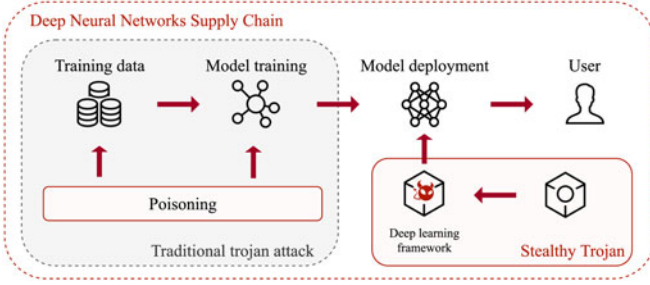 Deep Neural Networks Supply Chain
Training data
Model training
Model deployment
User
Poisoning
Deep learning
framework
Traditional trojan attack
Stealthy Trojan